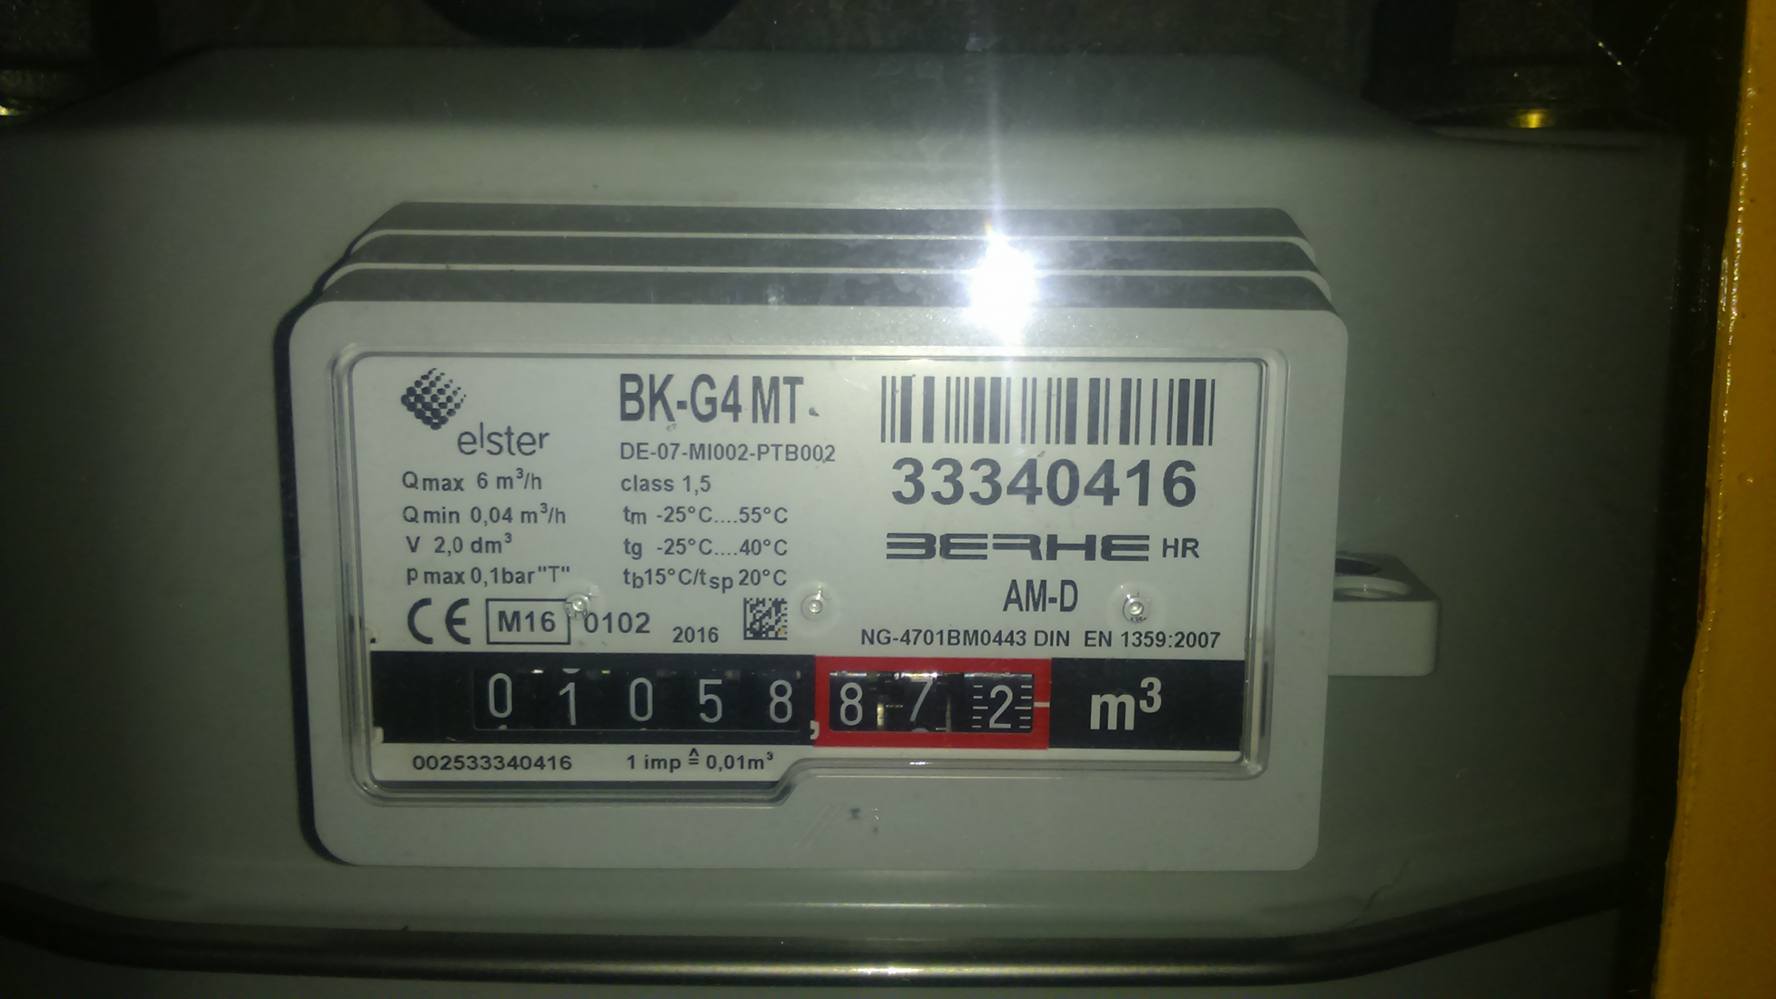 elster
BK-G4 MT
DE-07-MI002-PTB002
33340416
Qmax 6 m³/h
class 1,5
Qmin 0,04 m³/h
tm -25°C....55°C
V 2,0 dm³
tg -25°C....40°C
BERHE HR
pmax 0,1bar"T"
tb15°C/tsp 20°C
AM-D
CE M16 0102 2016
NG-4701BM0443 DIN EN 1359:2007
01058,872 m³
002533340416
1 imp ≙ 0,01m³